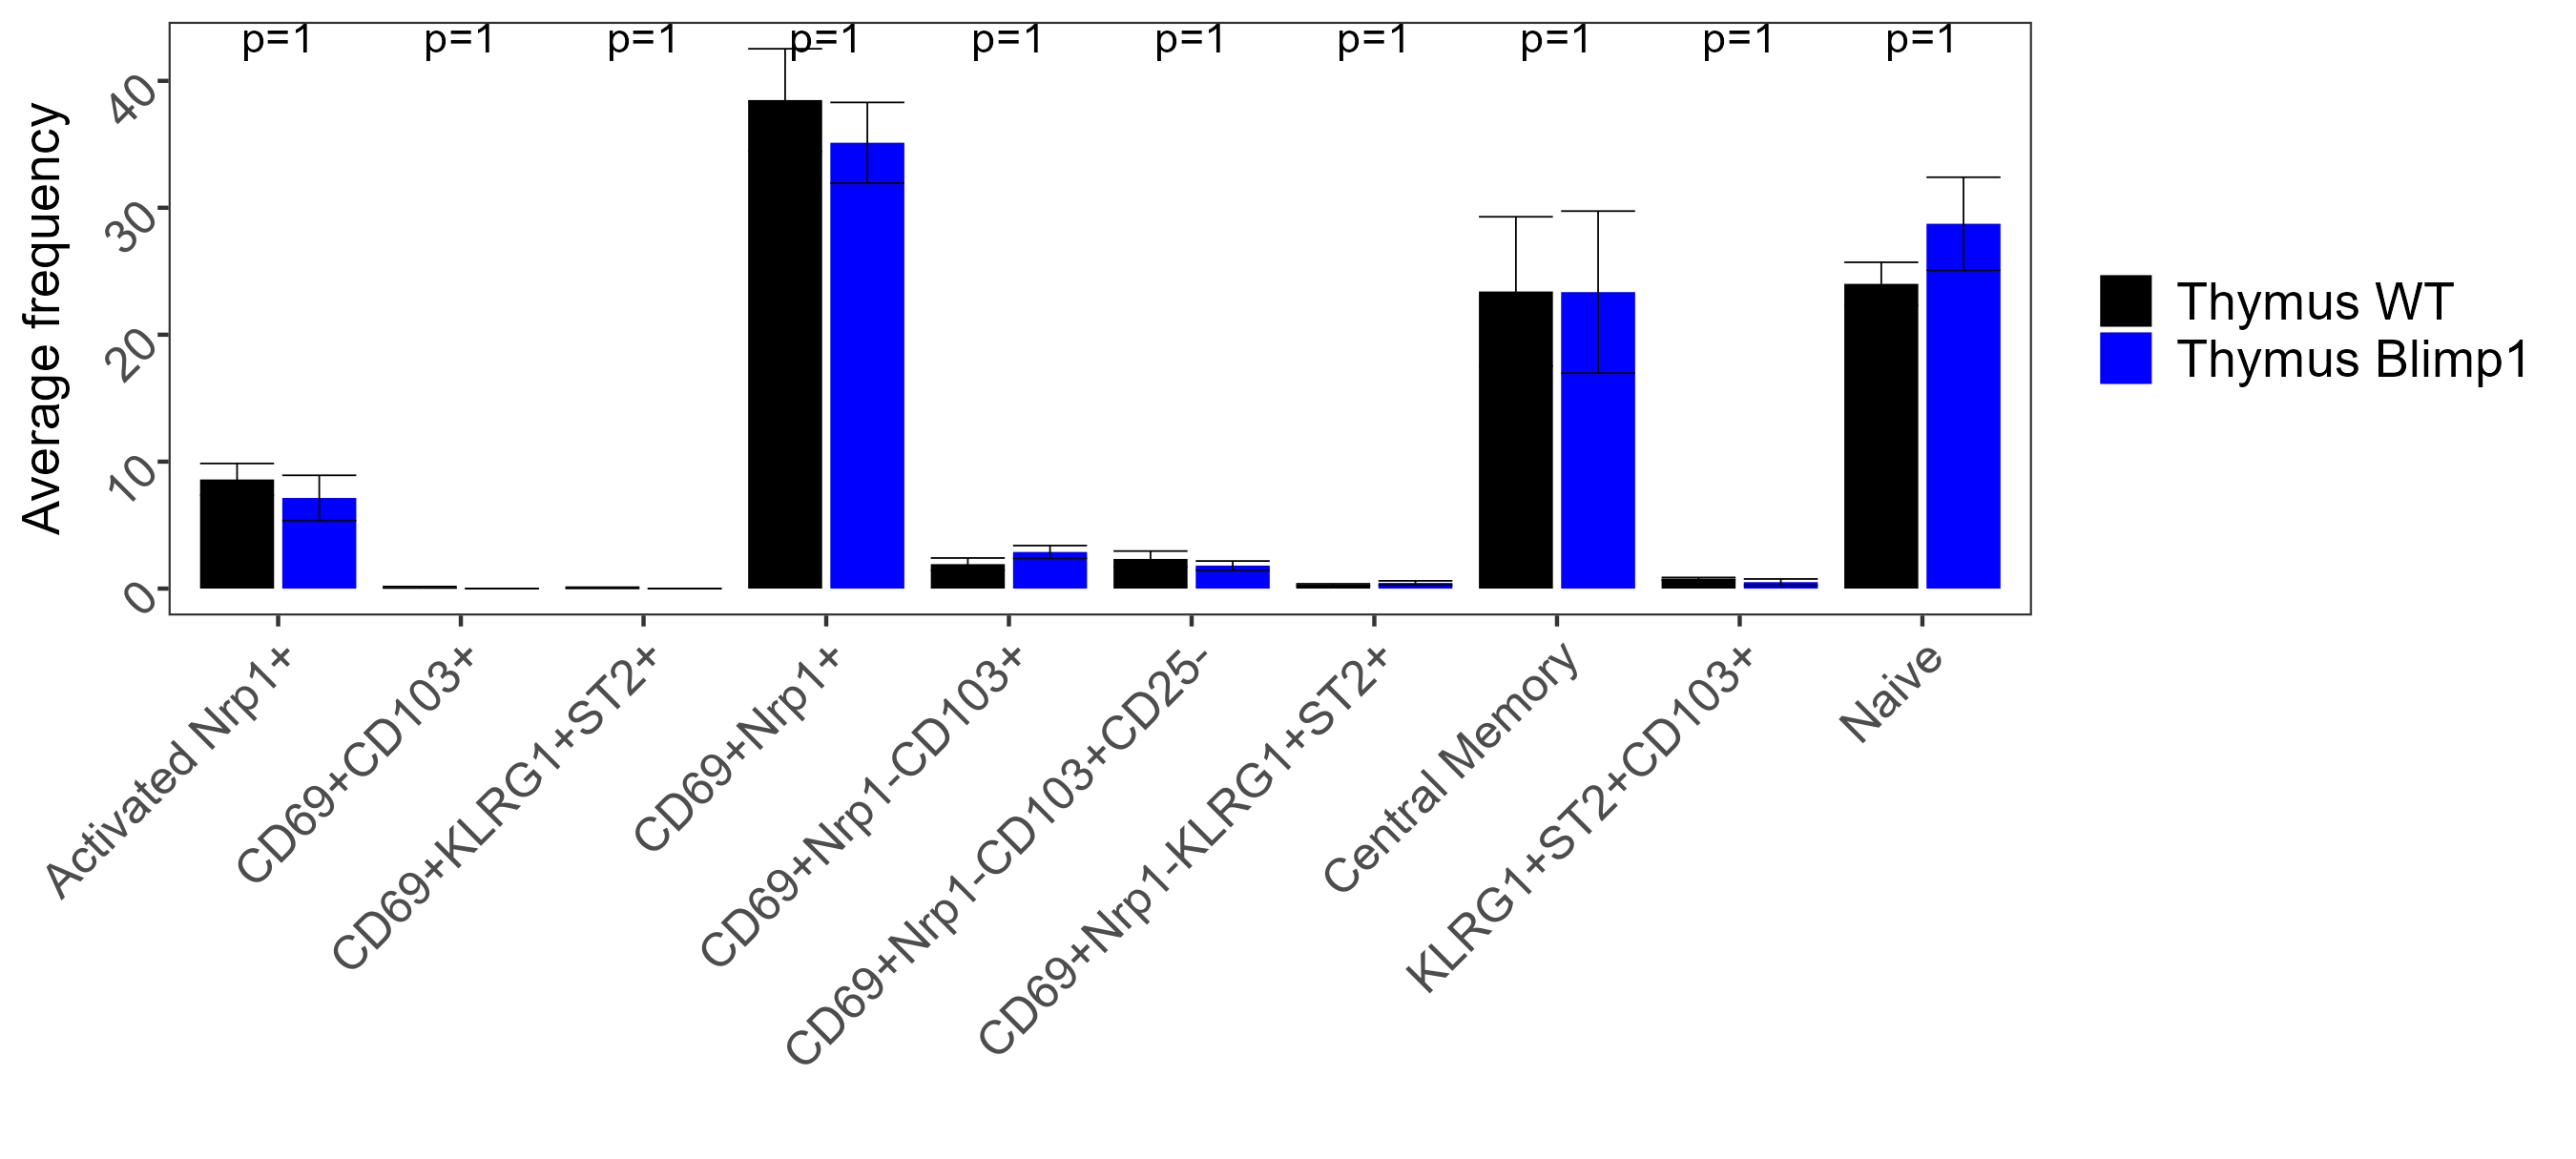 p=1 p=1 p=1 p=1 p=1 p=1 p=1 p=1 p=1 p=1
Average frequency
40
30
20
10
0
Thymus WT
Thymus Blimp1
Activated Nrp1+
CD69+CD103+
CD69+KLRG1+ST2+
CD69+Nrp1+
CD69+Nrp1-CD103+
CD69+Nrp1-CD103+CD25-
CD69+Nrp1-KLRG1+ST2+
Central Memory
KLRG1+ST2+CD103+
Naive